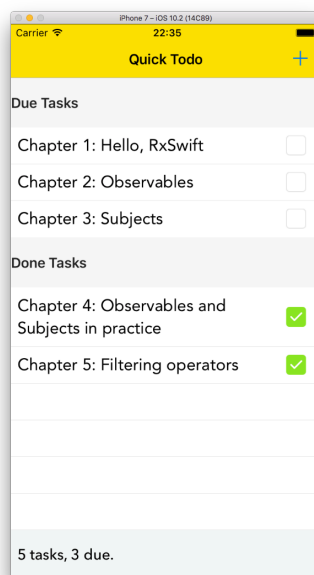 iPhone 7 – iOS 10.2 (14C89)
Carrier 22:35
Quick Todo +
Due Tasks
Chapter 1: Hello, RxSwift
Chapter 2: Observables
Chapter 3: Subjects
Done Tasks
Chapter 4: Observables and
Subjects in practice
Chapter 5: Filtering operators
5 tasks, 3 due.